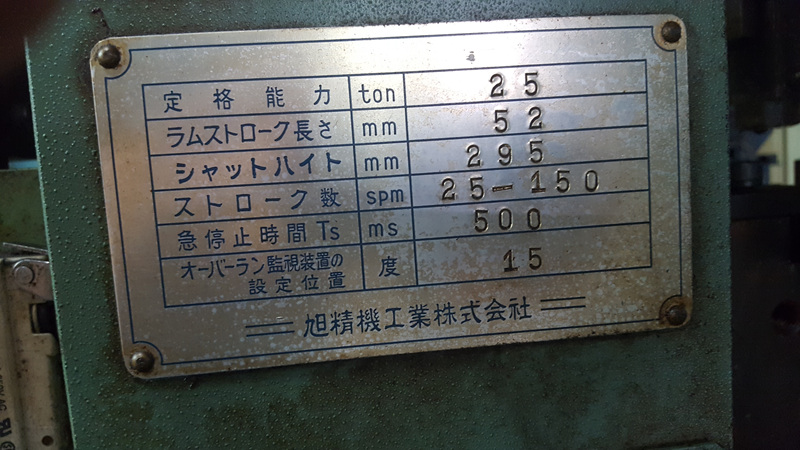 定格能力 ton 25
ラムストローク長さ mm 52
シャットハイト mm 295
ストローク数 spm 25-150
急停止時間Ts ms 500
オーバーラン監視装置の
設定位置 度 15
旭精機工業株式会社